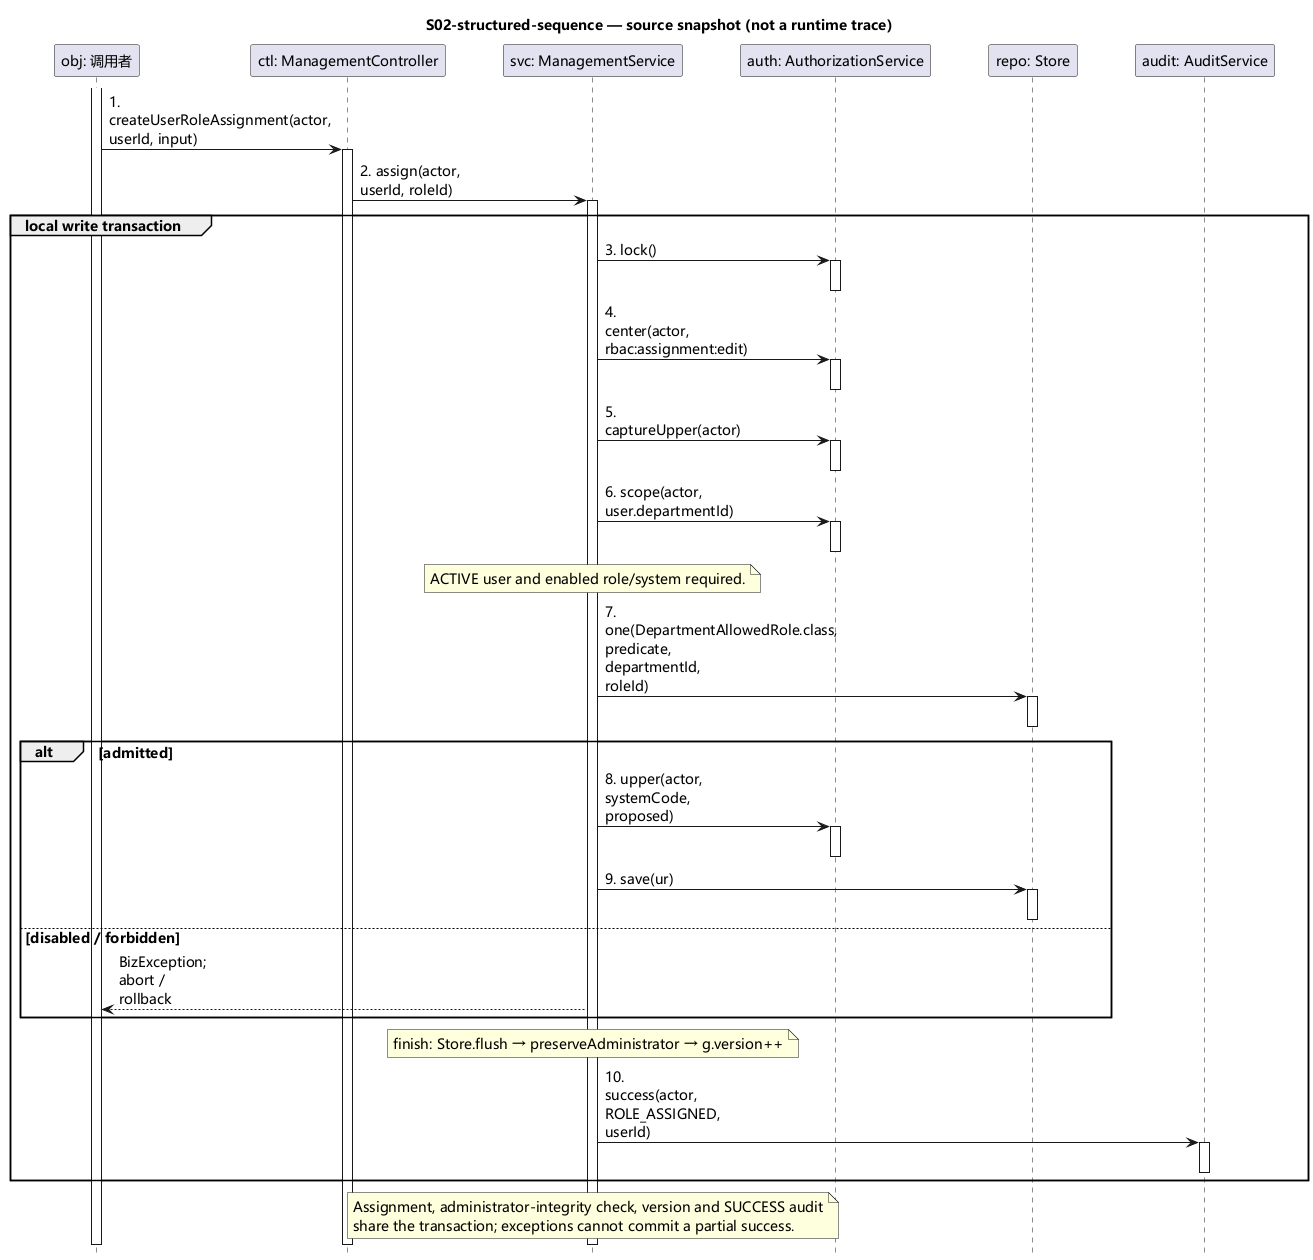 S02-structured-sequence — source snapshot (not a runtime trace)
obj: 调用者
ctl: ManagementController
svc: ManagementService
auth: AuthorizationService
repo: Store
audit: AuditService
1.
createUserRoleAssignment(actor,
userId, input)
2. assign(actor,
userId, roleId)
local write transaction
3. lock()
4.
center(actor,
rbac:assignment:edit)
5.
captureUpper(actor)
6. scope(actor,
user.departmentId)
ACTIVE user and enabled role/system required.
7.
one(DepartmentAllowedRole.class,
predicate,
departmentId,
roleId)
alt
[admitted]
8. upper(actor,
systemCode,
proposed)
9. save(ur)
[disabled / forbidden]
BizException;
abort /
rollback
finish: Store.flush → preserveAdministrator → g.version++
10.
success(actor,
ROLE_ASSIGNED,
userId)
Assignment, administrator-integrity check, version and SUCCESS audit
share the transaction; exceptions cannot commit a partial success.